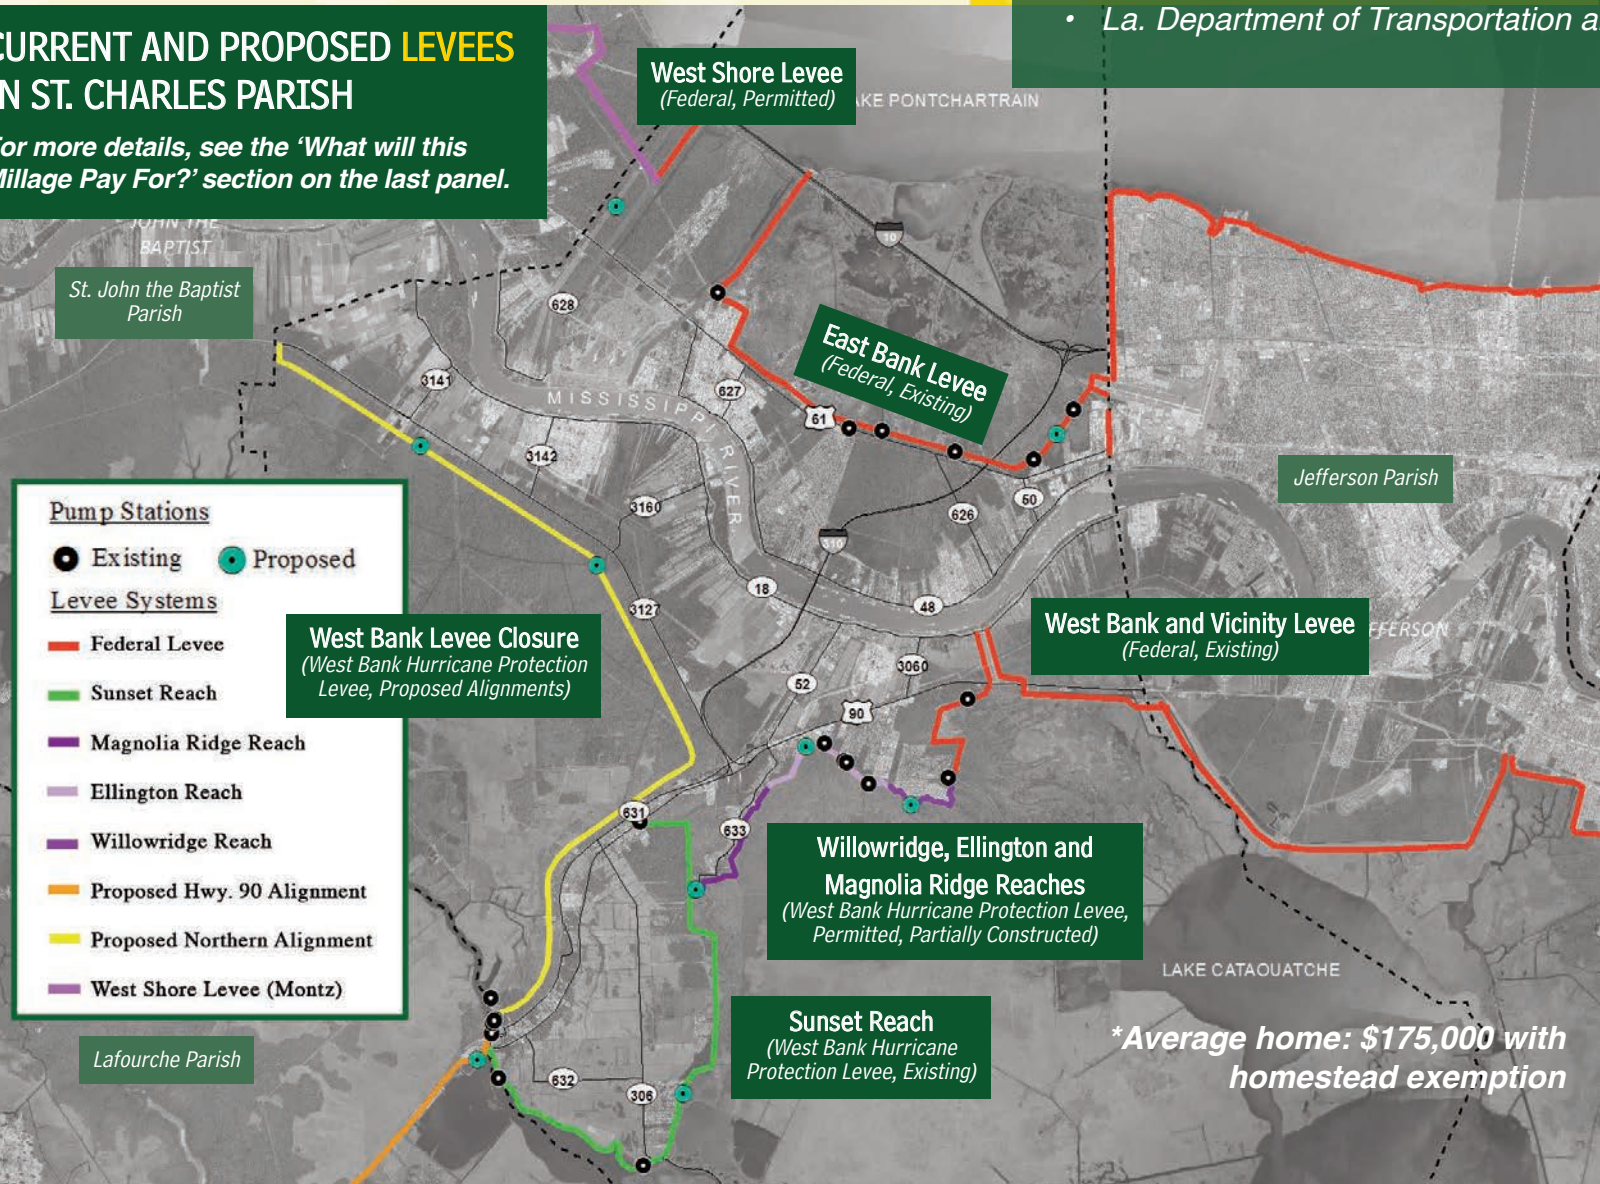 CURRENT AND PROPOSED LEVEES
IN ST. CHARLES PARISH
For more details, see the ‘What will this
Millage Pay For?’ section on the last panel.
• La. Department of Transportation a
West Shore Levee
(Federal, Permitted)
AKE PONTCHARTRAIN
JOHN THE
BAPTIST
St. John the Baptist
Parish
10
628
East Bank Levee
(Federal, Existing)
3141
627
61
MISSISSIPPI RIVER
3142
Jefferson Parish
3160
626
50
310
Pump Stations
Existing
Proposed
Levee Systems
Federal Levee
Sunset Reach
Magnolia Ridge Reach
Ellington Reach
Willowridge Reach
Proposed Hwy. 90 Alignment
Proposed Northern Alignment
West Shore Levee (Montz)
18
48
3127
West Bank Levee Closure
(West Bank Hurricane Protection
Levee, Proposed Alignments)
West Bank and Vicinity Levee
(Federal, Existing)
FFERSON
3060
52
90
631
633
Willowridge, Ellington and
Magnolia Ridge Reaches
(West Bank Hurricane Protection Levee,
Permitted, Partially Constructed)
LAKE CATAOUATCHE
Sunset Reach
(West Bank Hurricane
Protection Levee, Existing)
*Average home: $175,000 with
homestead exemption
Lafourche Parish
632
306